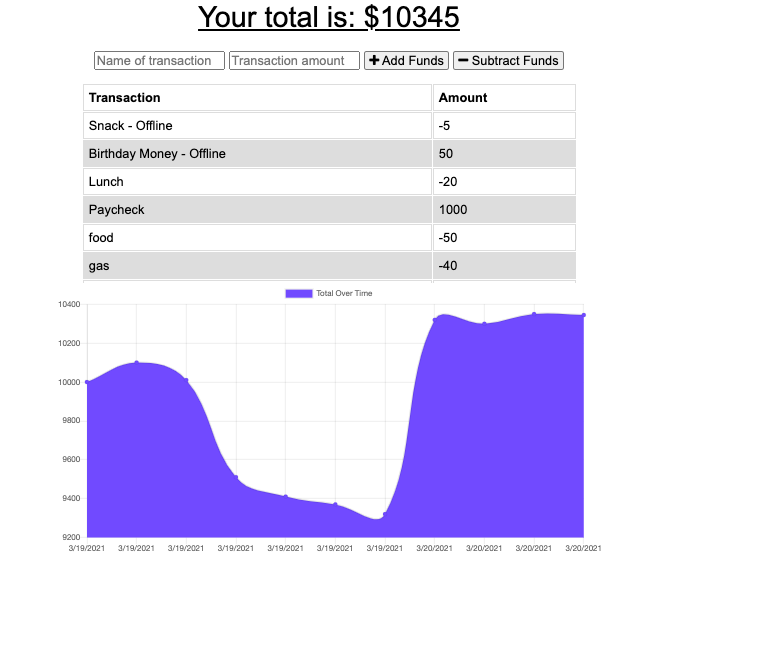 Your total is: $10345
Name of transaction Transaction amount Add Funds Subtract Funds
Transaction Amount
Snack - Offline -5
Birthday Money - Offline 50
Lunch -20
Paycheck 1000
food -50
gas -40
Total Over Time
10400
10200
10000
9800
9600
9400
9200
3/19/2021 3/19/2021 3/19/2021 3/19/2021 3/19/2021 3/19/2021 3/19/2021 3/20/2021 3/20/2021 3/20/2021 3/20/2021